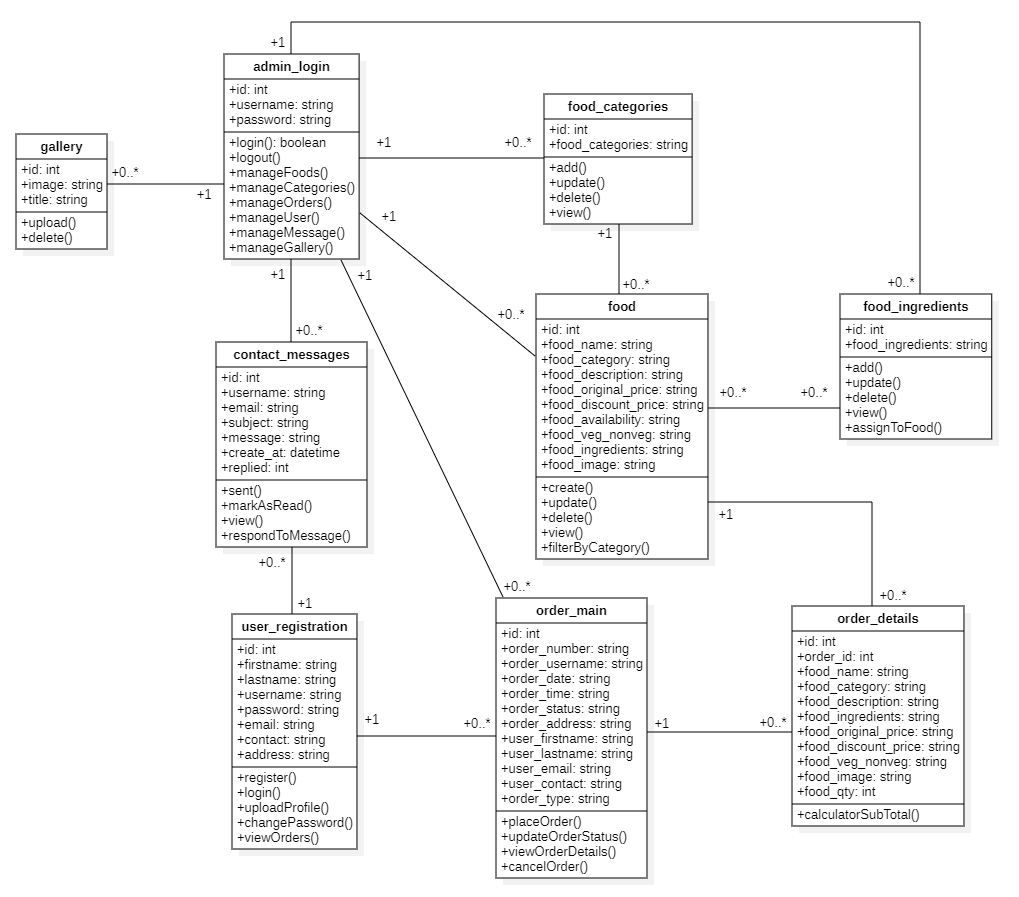 +1
admin_login
+id: int
+username: string
+password: string
+login(): boolean
+logout()
+manageFoods()
+manageCategories()
+manageOrders()
+manageUser()
+manageMessage()
+manageGallery()
gallery
+id: int
+image: string
+title: string
+upload()
+delete()
+0..*
+1
+1
+0..*
food_categories
+id: int
+food_categories: string
+add()
+update()
+delete()
+view()
+1
+0..*
+1
+0..*
+1
+0..*
+1
+0..*
food
+id: int
+food_name: string
+food_category: string
+food_description: string
+food_original_price: string
+food_discount_price: string
+food_availability: string
+food_veg_nonveg: string
+food_ingredients: string
+food_image: string
+create()
+update()
+delete()
+view()
+filterByCategory()
+0..*
food_ingredients
+id: int
+food_ingredients: string
+add()
+update()
+delete()
+view()
+assignToFood()
+0..*
+0..*
contact_messages
+id: int
+username: string
+email: string
+subject: string
+message: string
+create_at: datetime
+replied: int
+sent()
+markAsRead()
+view()
+respondToMessage()
+0..*
+1
+1
+0..*
user_registration
+id: int
+firstname: string
+lastname: string
+username: string
+password: string
+email: string
+contact: string
+address: string
+register()
+login()
+uploadProfile()
+changePassword()
+viewOrders()
+1
+0..*
order_main
+id: int
+order_number: string
+order_username: string
+order_date: string
+order_time: string
+order_status: string
+order_address: string
+user_firstname: string
+user_lastname: string
+user_email: string
+user_contact: string
+order_type: string
+placeOrder()
+updateOrderStatus()
+viewOrderDetails()
+cancelOrder()
+1
+0..*
order_details
+id: int
+order_id: int
+food_name: string
+food_category: string
+food_description: string
+food_ingredients: string
+food_original_price: string
+food_discount_price: string
+food_veg_nonveg: string
+food_image: string
+food_qty: int
+calculatorSubTotal()